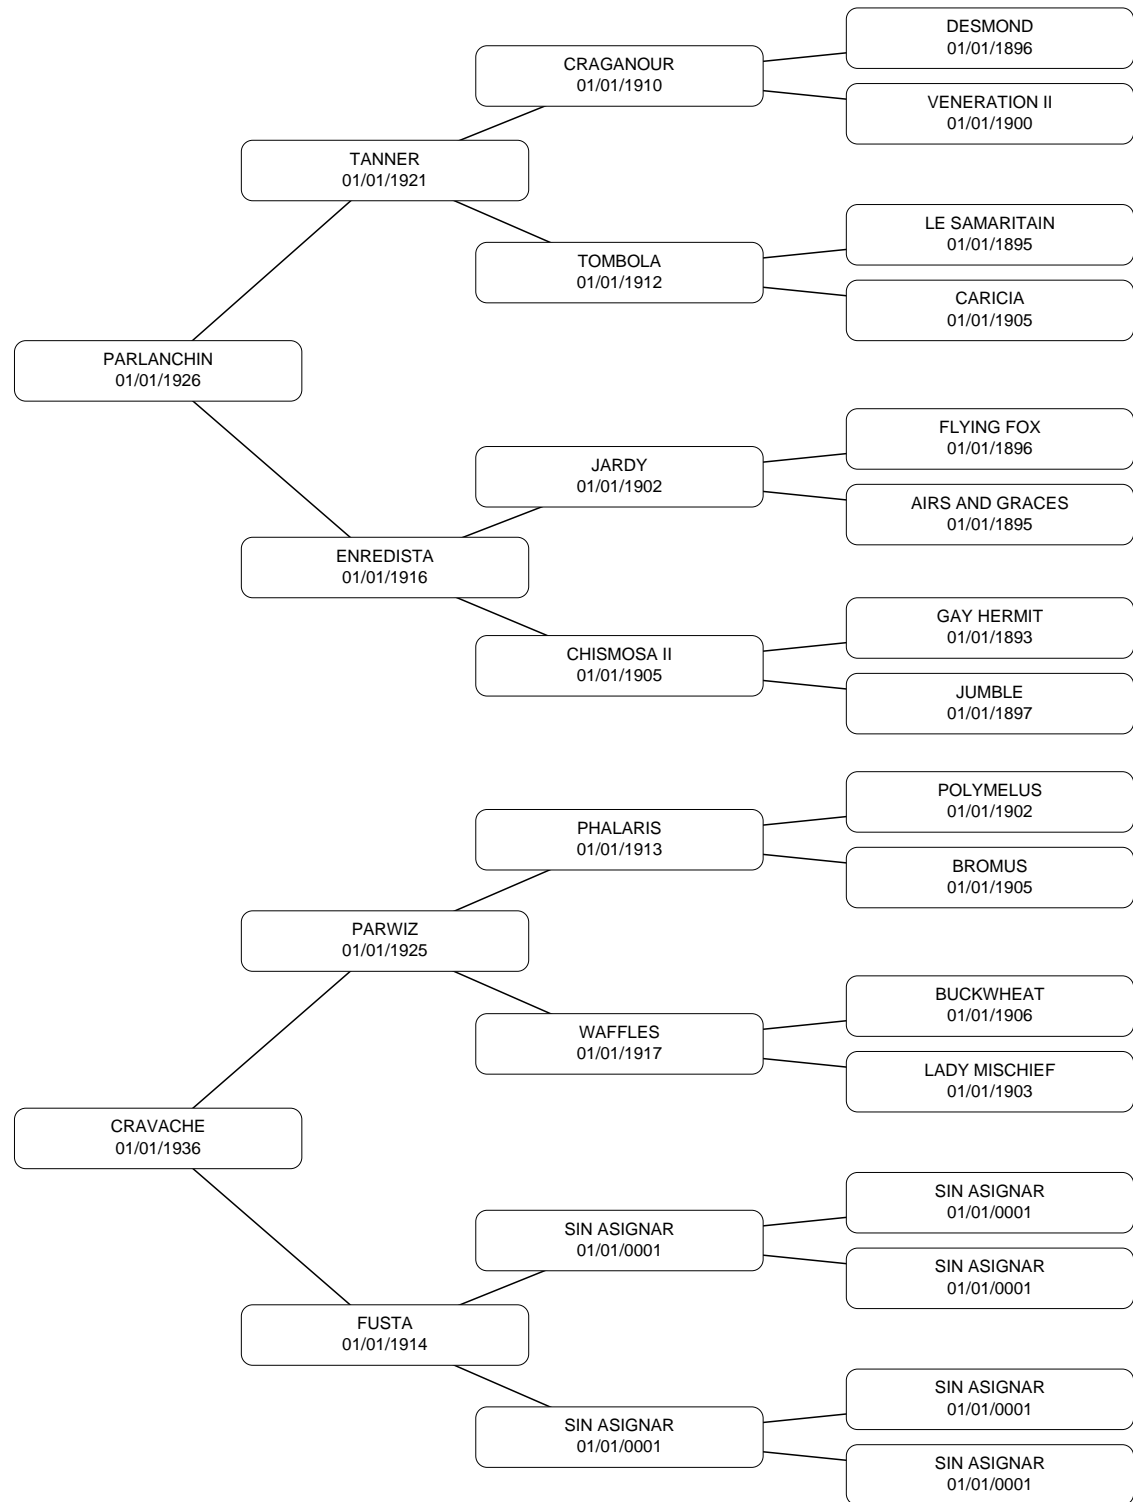 DESMOND
01/01/1896
CRAGANOUR
01/01/1910
VENERATION II
01/01/1900
TANNER
01/01/1921
LE SAMARITAIN
01/01/1895
TOMBOLA
01/01/1912
CARICIA
01/01/1905
PARLANCHIN
01/01/1926
FLYING FOX
01/01/1896
JARDY
01/01/1902
AIRS AND GRACES
01/01/1895
ENREDISTA
01/01/1916
GAY HERMIT
01/01/1893
CHISMOSA II
01/01/1905
JUMBLE
01/01/1897
POLYMELUS
01/01/1902
PHALARIS
01/01/1913
BROMUS
01/01/1905
PARWIZ
01/01/1925
BUCKWHEAT
01/01/1906
WAFFLES
01/01/1917
LADY MISCHIEF
01/01/1903
CRAVACHE
01/01/1936
SIN ASIGNAR
01/01/0001
SIN ASIGNAR
01/01/0001
SIN ASIGNAR
01/01/0001
FUSTA
01/01/1914
SIN ASIGNAR
01/01/0001
SIN ASIGNAR
01/01/0001
SIN ASIGNAR
01/01/0001